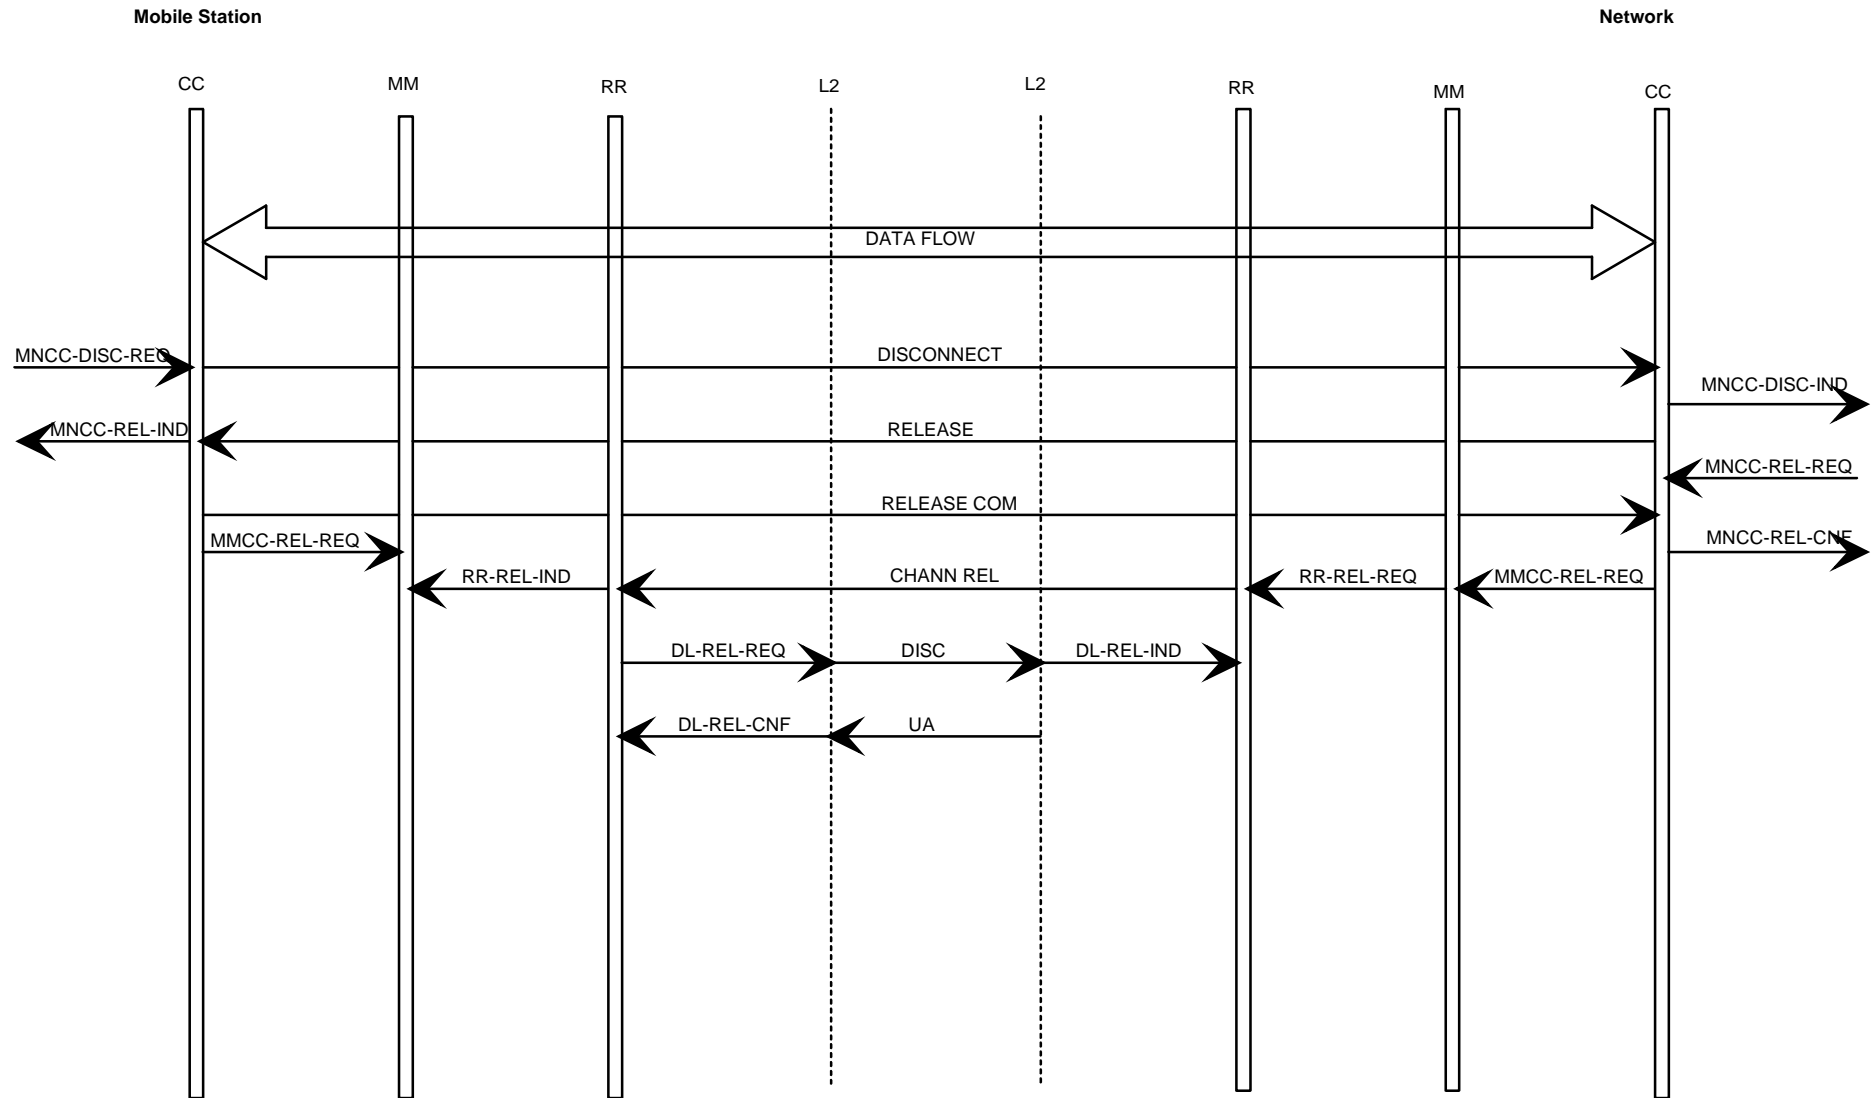 Mobile Station
Network
CC
MM
RR
L2
L2
RR
MM
CC
DATA FLOW
MNCC-DISC-REQ
DISCONNECT
MNCC-DISC-IND
MNCC-REL-IND
RELEASE
MNCC-REL-REQ
RELEASE COM
MMCC-REL-REQ
MNCC-REL-CNF
RR-REL-IND
CHANN REL
RR-REL-REQ
MMCC-REL-REQ
DL-REL-REQ
DISC
DL-REL-IND
DL-REL-CNF
UA